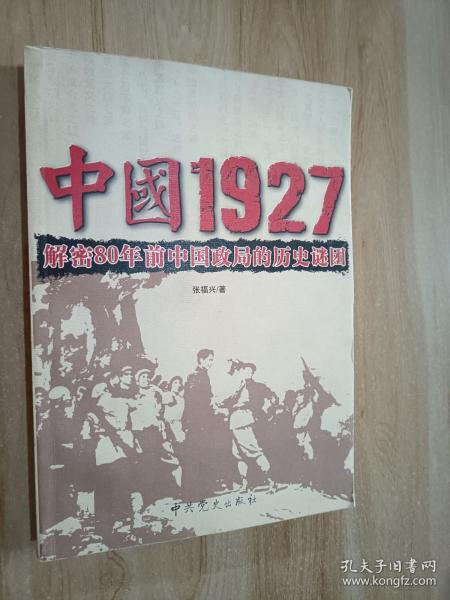 中國1927
解密80年前中国政局的历史谜团
张福兴/著
中共党史出版社
孔夫子旧书网
www.kongfz.com